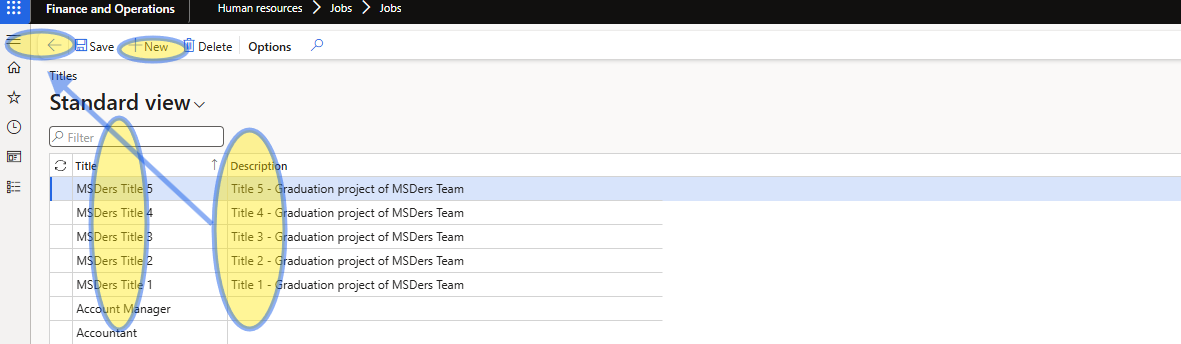 Finance and Operations Human resources Jobs Jobs
Save New Delete Options
Titles
Standard view
Filter
Title Description
MSDers Title 5 Title 5 - Graduation project of MSDers Team
MSDers Title 4 Title 4 - Graduation project of MSDers Team
MSDers Title 3 Title 3 - Graduation project of MSDers Team
MSDers Title 2 Title 2 - Graduation project of MSDers Team
MSDers Title 1 Title 1 - Graduation project of MSDers Team
Account Manager
Accountant